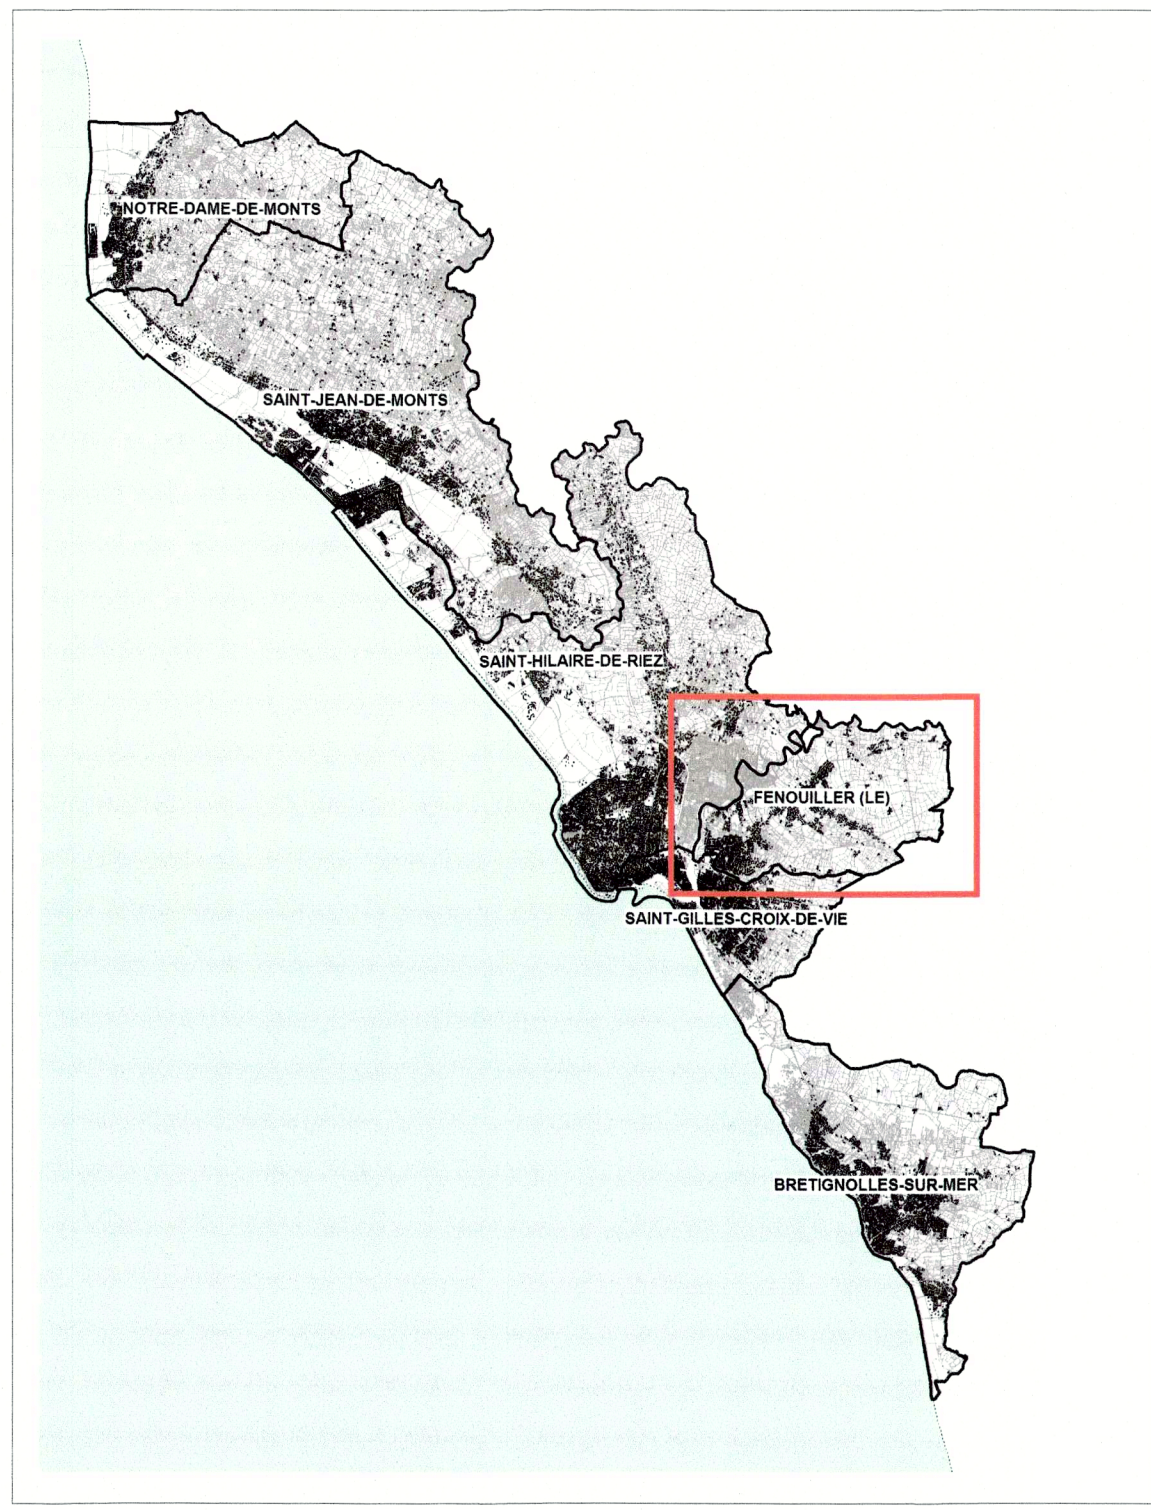 NOTRE-DAME-DE-MONTS
SAINT-JEAN-DE-MONTS
SAINT-HILAIRE-DE-RIEZ
FENOUILLER (LE)
SAINT-GILLES-CROIX-DE-VIE
BRETIGNOLLES-SUR-MER